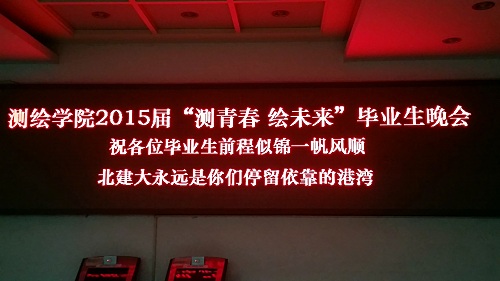 测绘学院2015届“测青春 绘未来”毕业生晚会
祝各位毕业生前程似锦一帆风顺
北建大永远是你们停留依靠的港湾